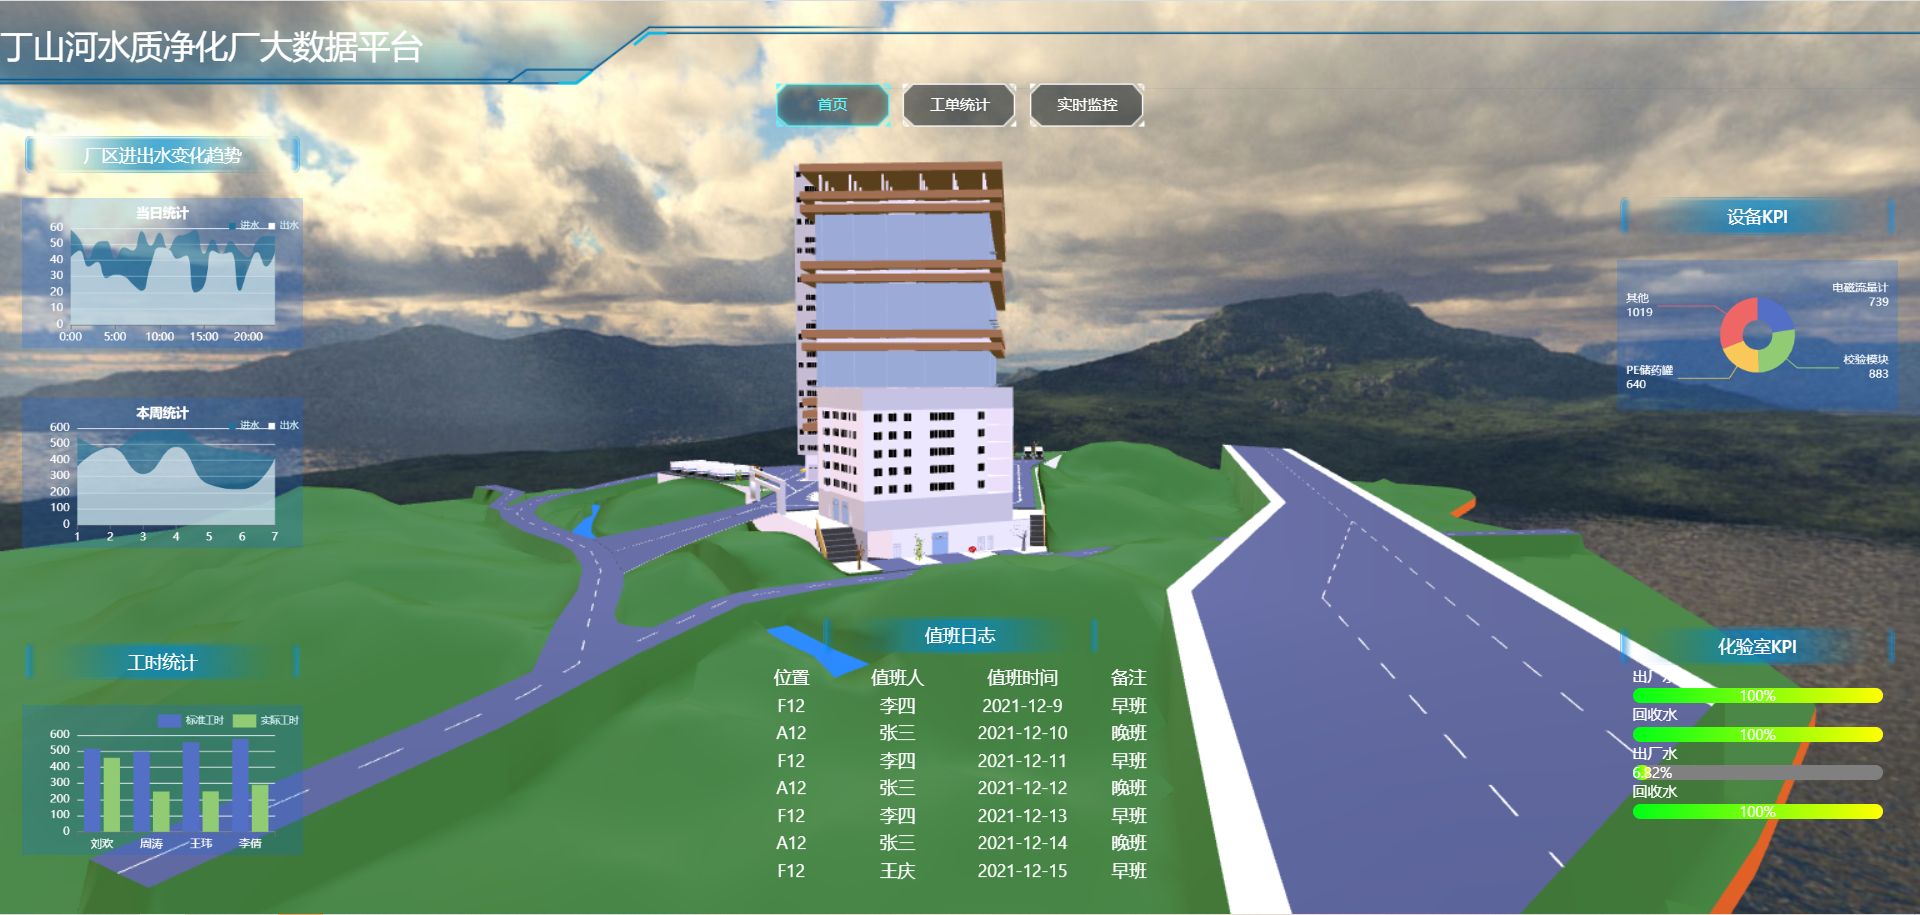 丁山河水质净化厂大数据平台
首页 工单统计 实时监控
厂区进出水变化趋势
当日统计
进水 出水
60
50
40
30
20
10
0
0:00 5:00 10:00 15:00 20:00
本周统计
进水 出水
600
500
400
300
200
100
0
1 2 3 4 5 6 7
工时统计
标准工时 实际工时
600
500
400
300
200
100
0
刘欢 周涛 王玮 李倩
值班日志
位置 值班人 值班时间 备注
F12 李四 2021-12-9 早班
A12 张三 2021-12-10 晚班
F12 李四 2021-12-11 早班
A12 张三 2021-12-12 晚班
F12 李四 2021-12-13 早班
A12 张三 2021-12-14 晚班
F12 王庆 2021-12-15 早班
设备KPI
电磁流量计
739
其他
1019
校验模块
883
PE储药罐
640
化验室KPI
出厂水
100%
回收水
100%
出厂水
6.82%
回收水
100%